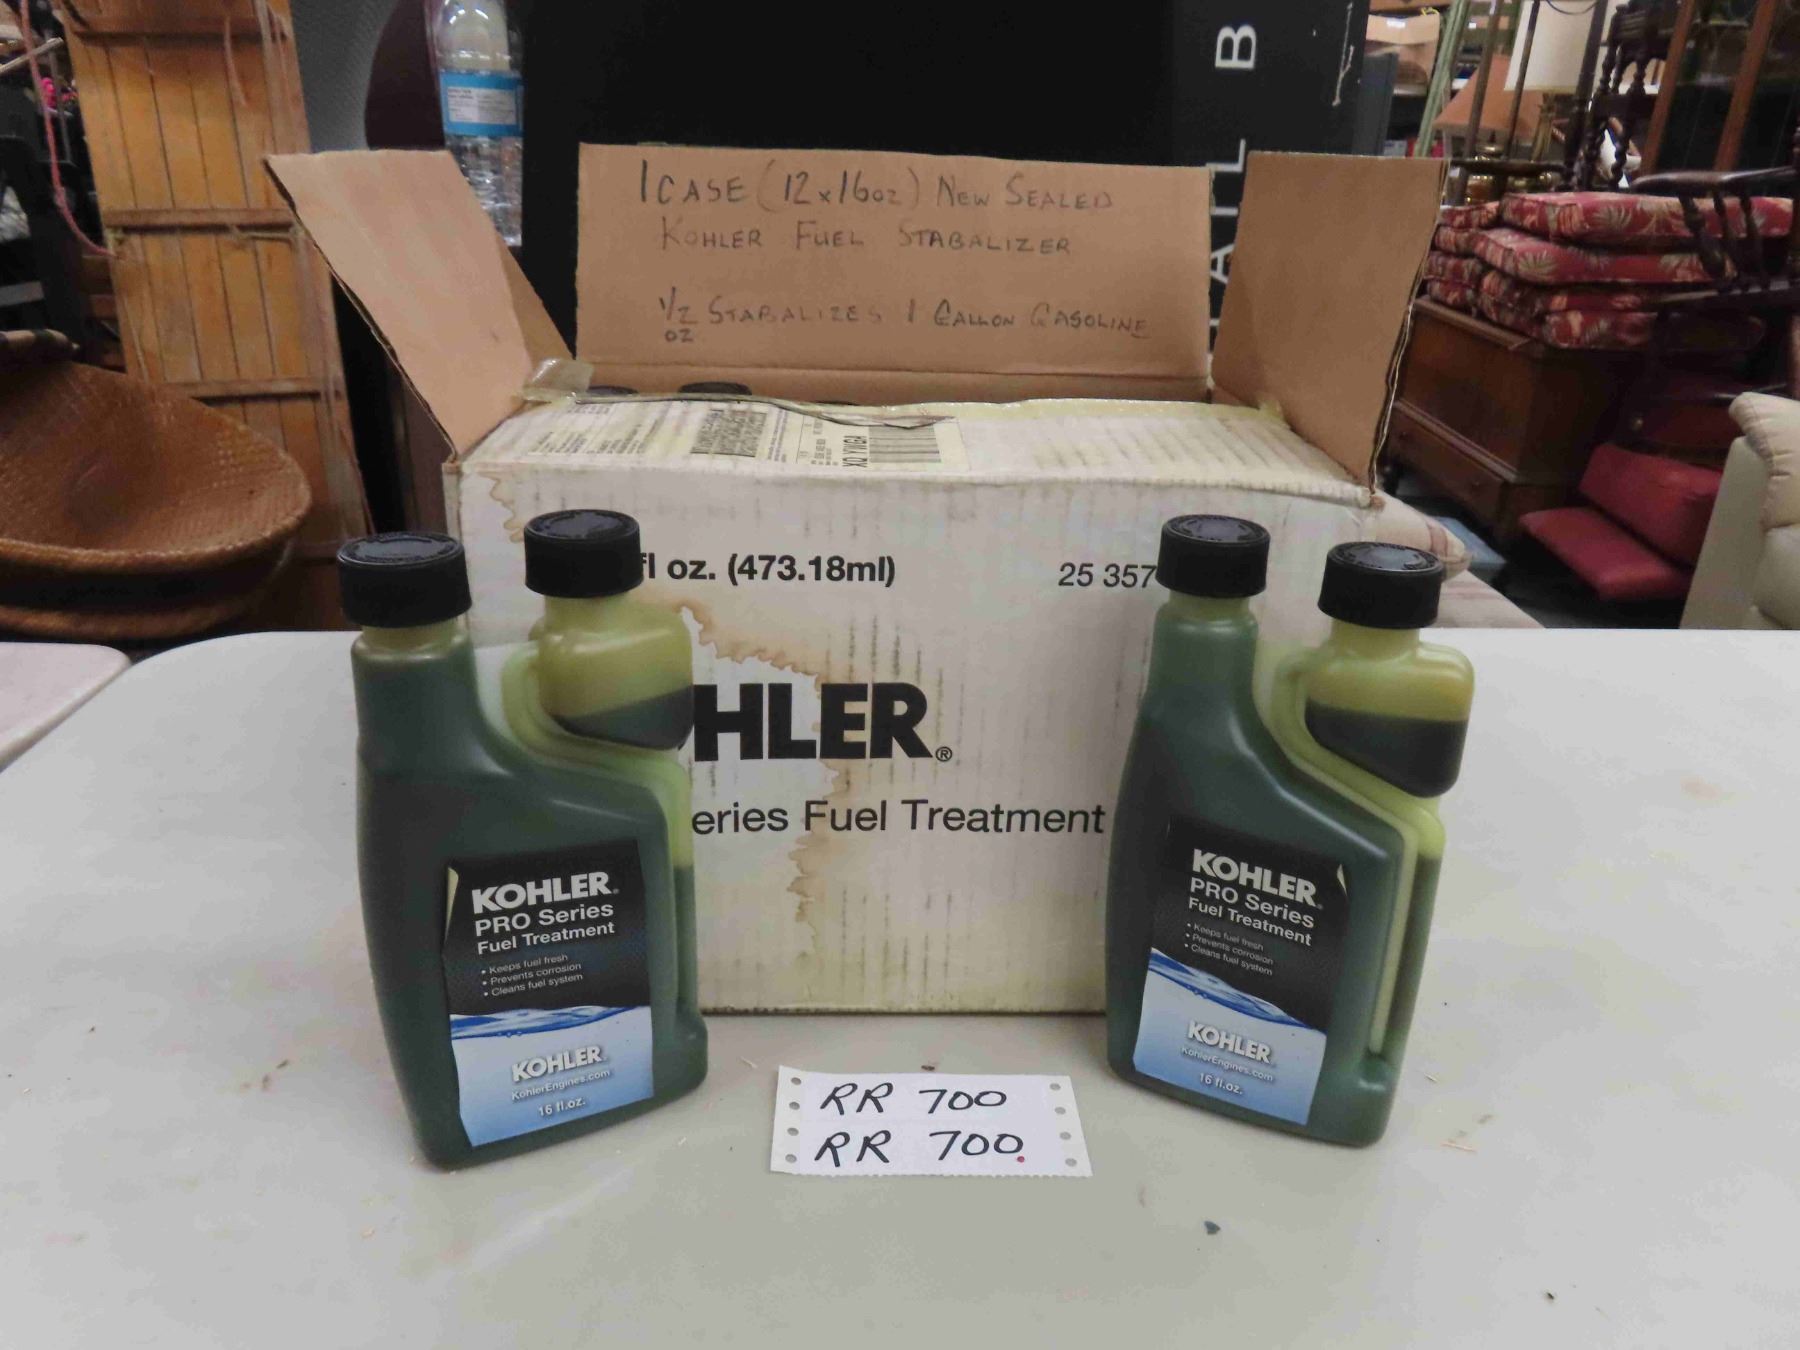 1 CASE (12 x 16oz) NEW SEALED
KOHLER FUEL STABALIZER
1/2 OZ STABALIZES 1 GALLON GASOLINE
XQ YWGH
fl oz. (473.18ml)
25 357
HLER®
eries Fuel Treatment
KOHLER®
PRO Series
Fuel Treatment
• Keeps fuel fresh
• Prevents corrosion
• Cleans fuel system
KOHLER®
KohlerEngines.com
16 fl.oz.
KOHLER®
PRO Series
Fuel Treatment
• Keeps fuel fresh
• Prevents corrosion
• Cleans fuel system
KOHLER®
KohlerEngines.com
16 fl.oz.
RR 700
RR 700.